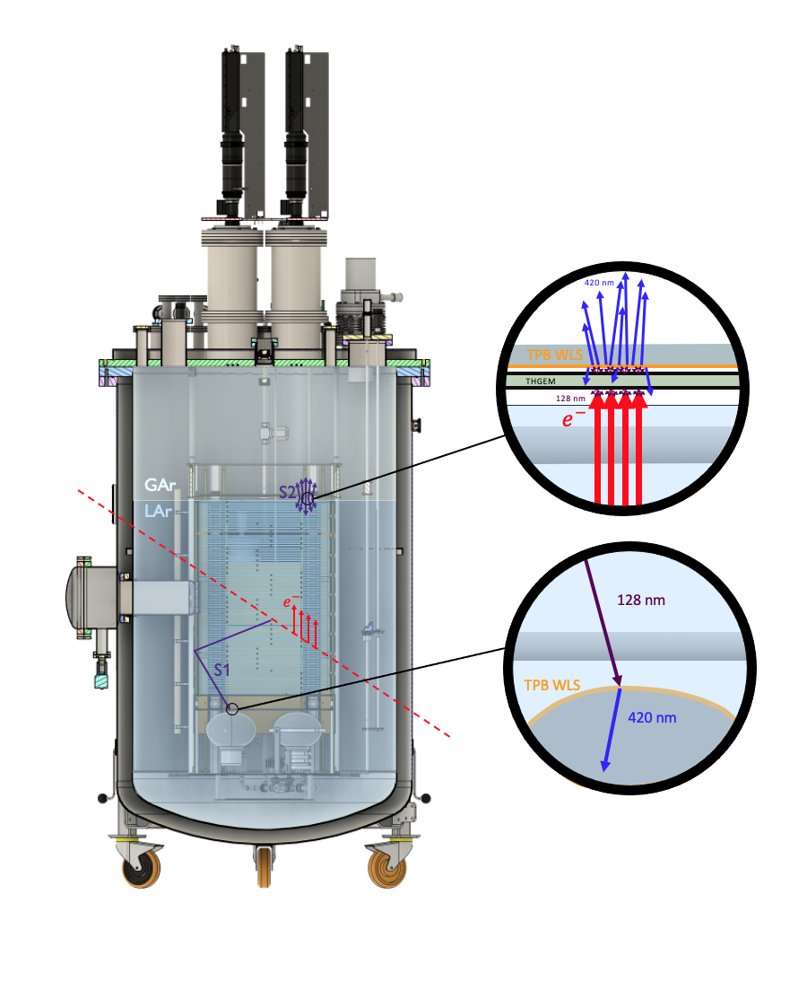 420 nm
TPB WLS
THGEM
128 nm
e⁻
GAr
S2
LAr
e⁻
S1
128 nm
TPB WLS
420 nm